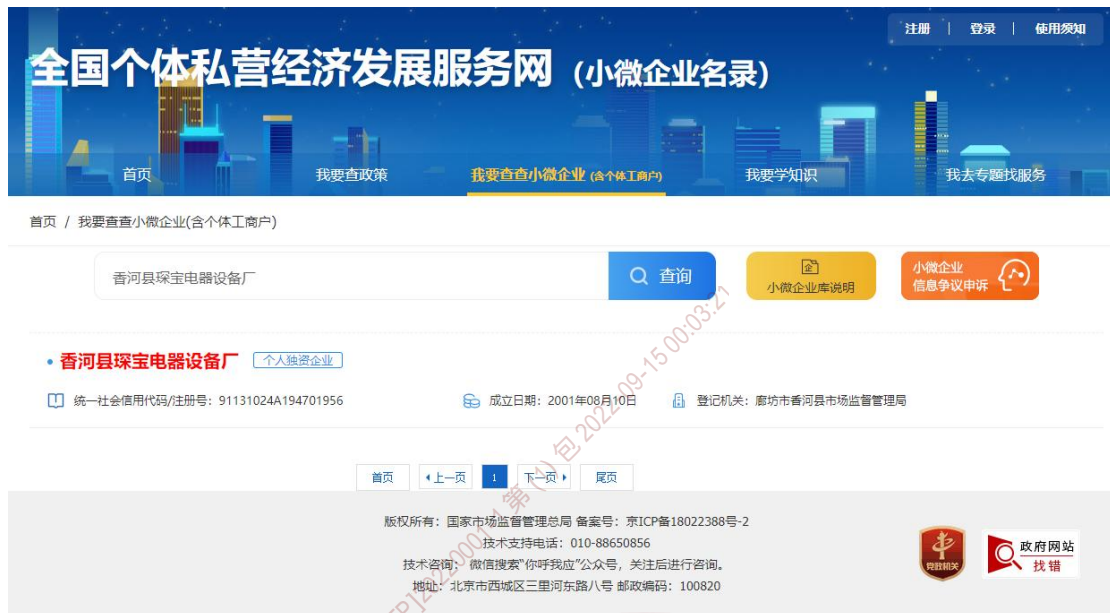 注册 | 登录 | 使用须知
全国个体私营经济发展服务网（小微企业名录）
首页 我要查政策 我要查查小微企业 (含个体工商户) 我要学知识 我去专题找服务
首页 / 我要查查小微企业(含个体工商户)
香河县琛宝电器设备厂 查询 企 小微企业库说明 小微企业
信息争议申诉
香河县琛宝电器设备厂 个人独资企业
统一社会信用代码/注册号：91131024A194701956 成立日期：2001年08月10日 登记机关：廊坊市香河县市场监督管理局
首页 上一页 1 下一页 尾页
版权所有：国家市场监督管理总局 备案号：京ICP备18022388号-2
技术支持电话：010-88650856
技术咨询：微信搜索“你呼我应”公众号，关注后进行咨询。
地址：北京市西城区三里河东路八号 邮政编码：100820
党政机关
政府网站
找错
第（1）包 2022-09-15 00:03:21